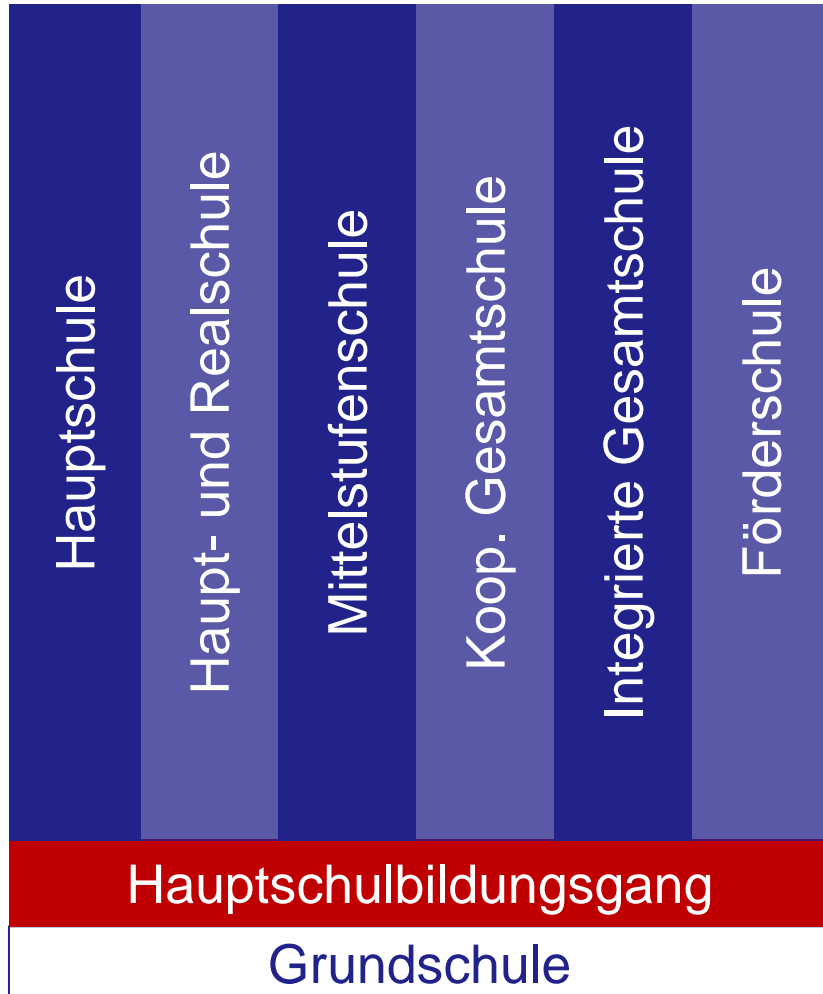 Hauptschule
Haupt- und Realschule
Mittelstufenschule
Koop. Gesamtschule
Integrierte Gesamtschule
Förderschule
Hauptschulbildungsgang
Grundschule